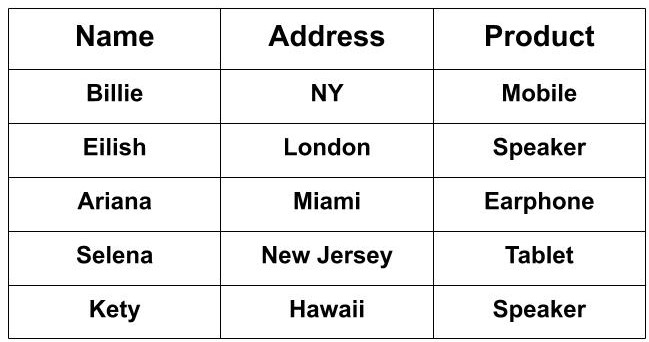 Name Address Product
Billie NY Mobile
Eilish London Speaker
Ariana Miami Earphone
Selena New Jersey Tablet
Kety Hawaii Speaker